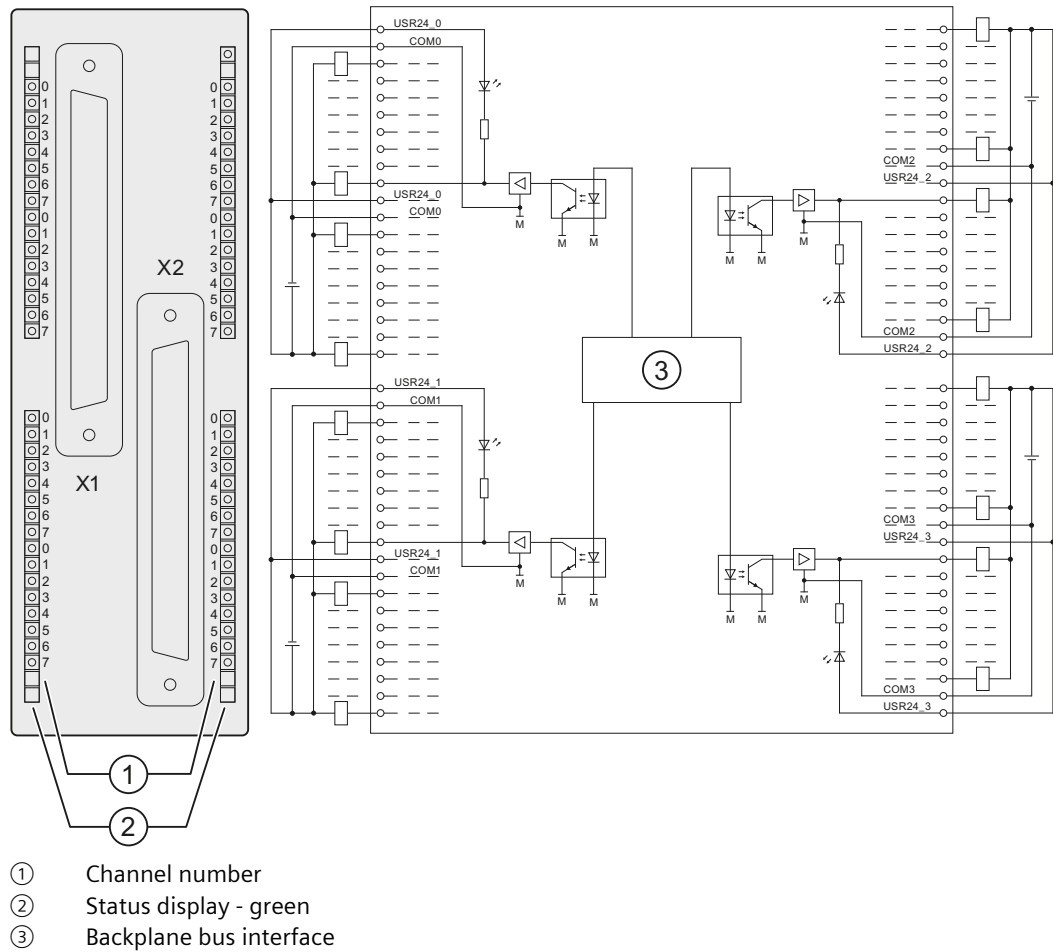 0
1
2
3
4
5
6
7
0
1
2
3
4
5
6
7
0
1
2
3
4
5
6
7
0
1
2
3
4
5
6
7
X2
X1
0
1
2
3
4
5
6
7
0
1
2
3
4
5
6
7
0
1
2
3
4
5
6
7
0
1
2
3
4
5
6
7
1
2
USR24_0
COM0
USR24_0
COM0
M
M
M
USR24_1
COM1
USR24_1
COM1
M
M
M
3
COM2
USR24_2
M
M
M
COM2
USR24_2
COM3
USR24_3
M
M
M
COM3
USR24_3
① Channel number
② Status display - green
③ Backplane bus interface